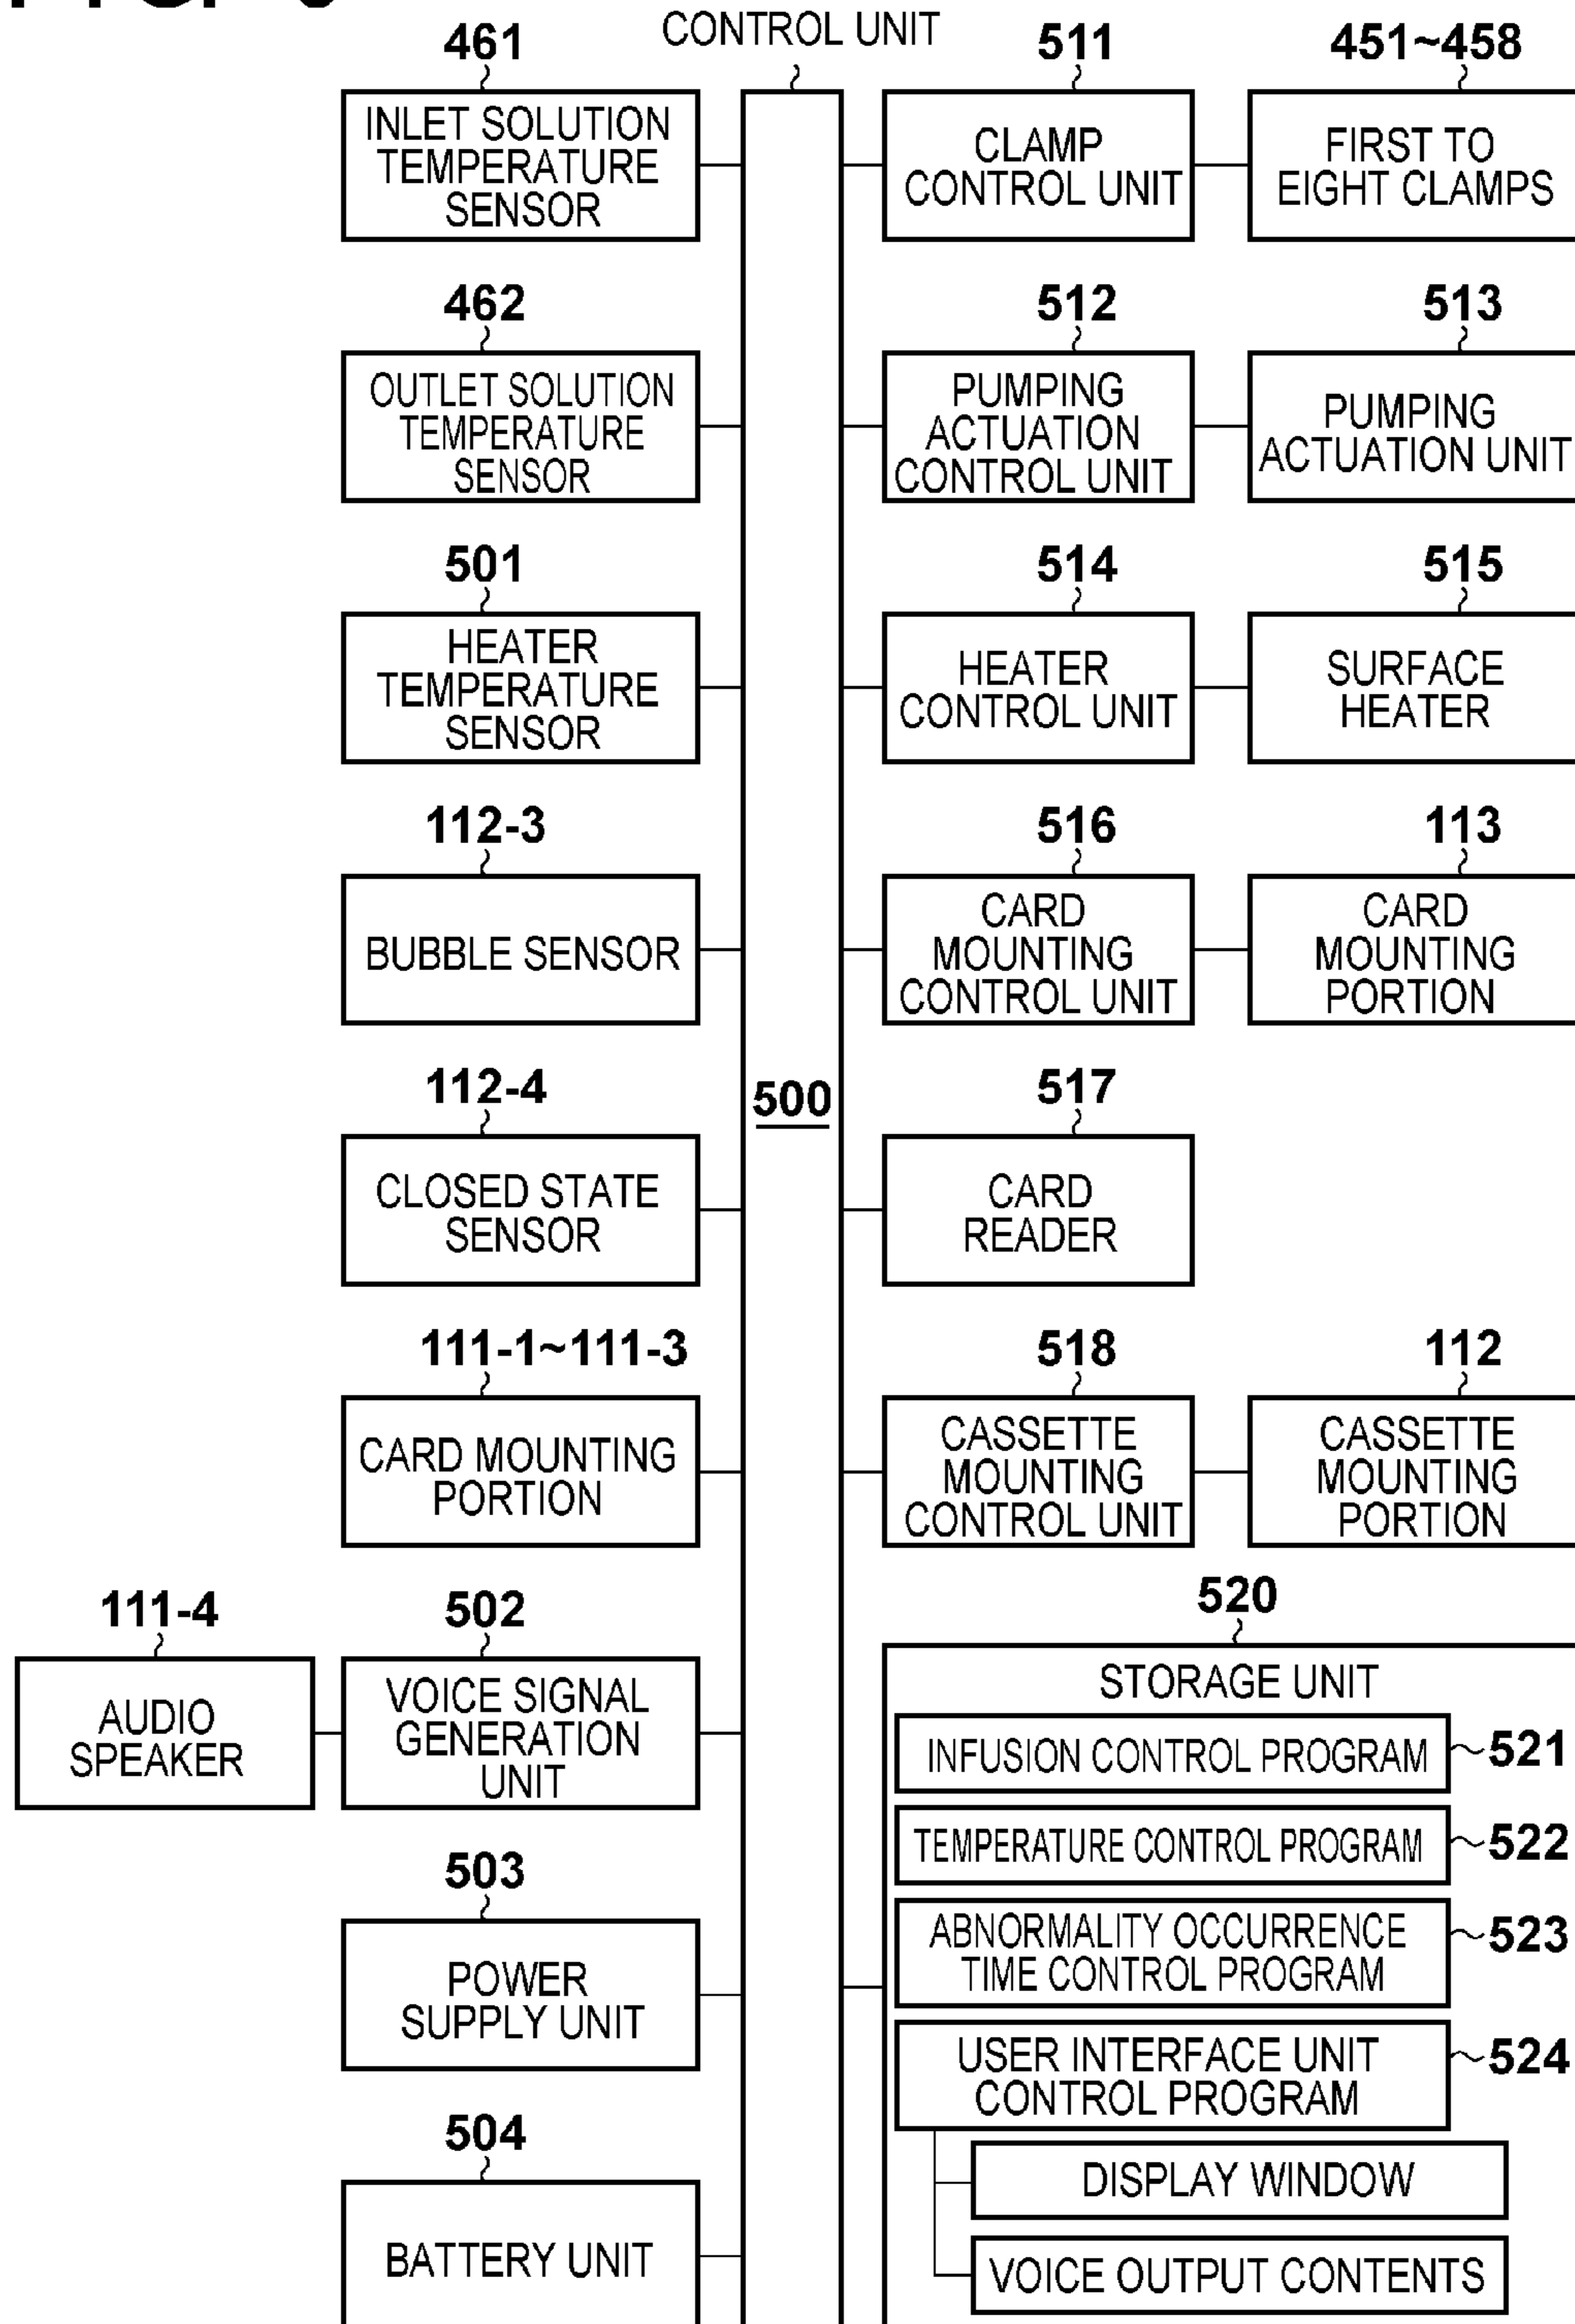 CONTROL UNIT
461
INLET SOLUTION
TEMPERATURE
SENSOR
511
CLAMP
CONTROL UNIT
451~458
FIRST TO
EIGHT CLAMPS
462
OUTLET SOLUTION
TEMPERATURE
SENSOR
512
PUMPING
ACTUATION
CONTROL UNIT
513
PUMPING
ACTUATION UNIT
501
HEATER
TEMPERATURE
SENSOR
514
HEATER
CONTROL UNIT
515
SURFACE
HEATER
112-3
BUBBLE SENSOR
516
CARD
MOUNTING
CONTROL UNIT
113
CARD
MOUNTING
PORTION
112-4
CLOSED STATE
SENSOR
500
517
CARD
READER
111-1~111-3
CARD MOUNTING
PORTION
518
CASSETTE
MOUNTING
CONTROL UNIT
112
CASSETTE
MOUNTING
PORTION
111-4
AUDIO
SPEAKER
502
VOICE SIGNAL
GENERATION
UNIT
503
POWER
SUPPLY UNIT
504
BATTERY UNIT
520
STORAGE UNIT
INFUSION CONTROL PROGRAM 521
TEMPERATURE CONTROL PROGRAM 522
ABNORMALITY OCCURRENCE
TIME CONTROL PROGRAM
523
USER INTERFACE UNIT
CONTROL PROGRAM
524
DISPLAY WINDOW
VOICE OUTPUT CONTENTS